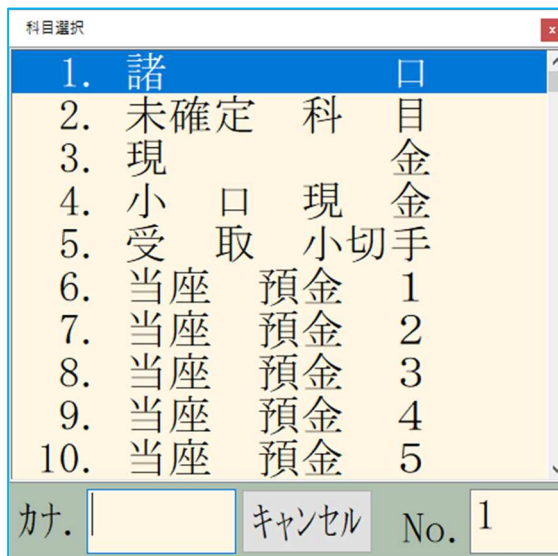 科目選択
1. 諸 口
2. 未確定 科 目
3. 現 金
4. 小 口 現 金
5. 受 取 小切手
6. 当座 預金 1
7. 当座 預金 2
8. 当座 預金 3
9. 当座 預金 4
10. 当座 預金 5
カナ. キャンセル No. 1